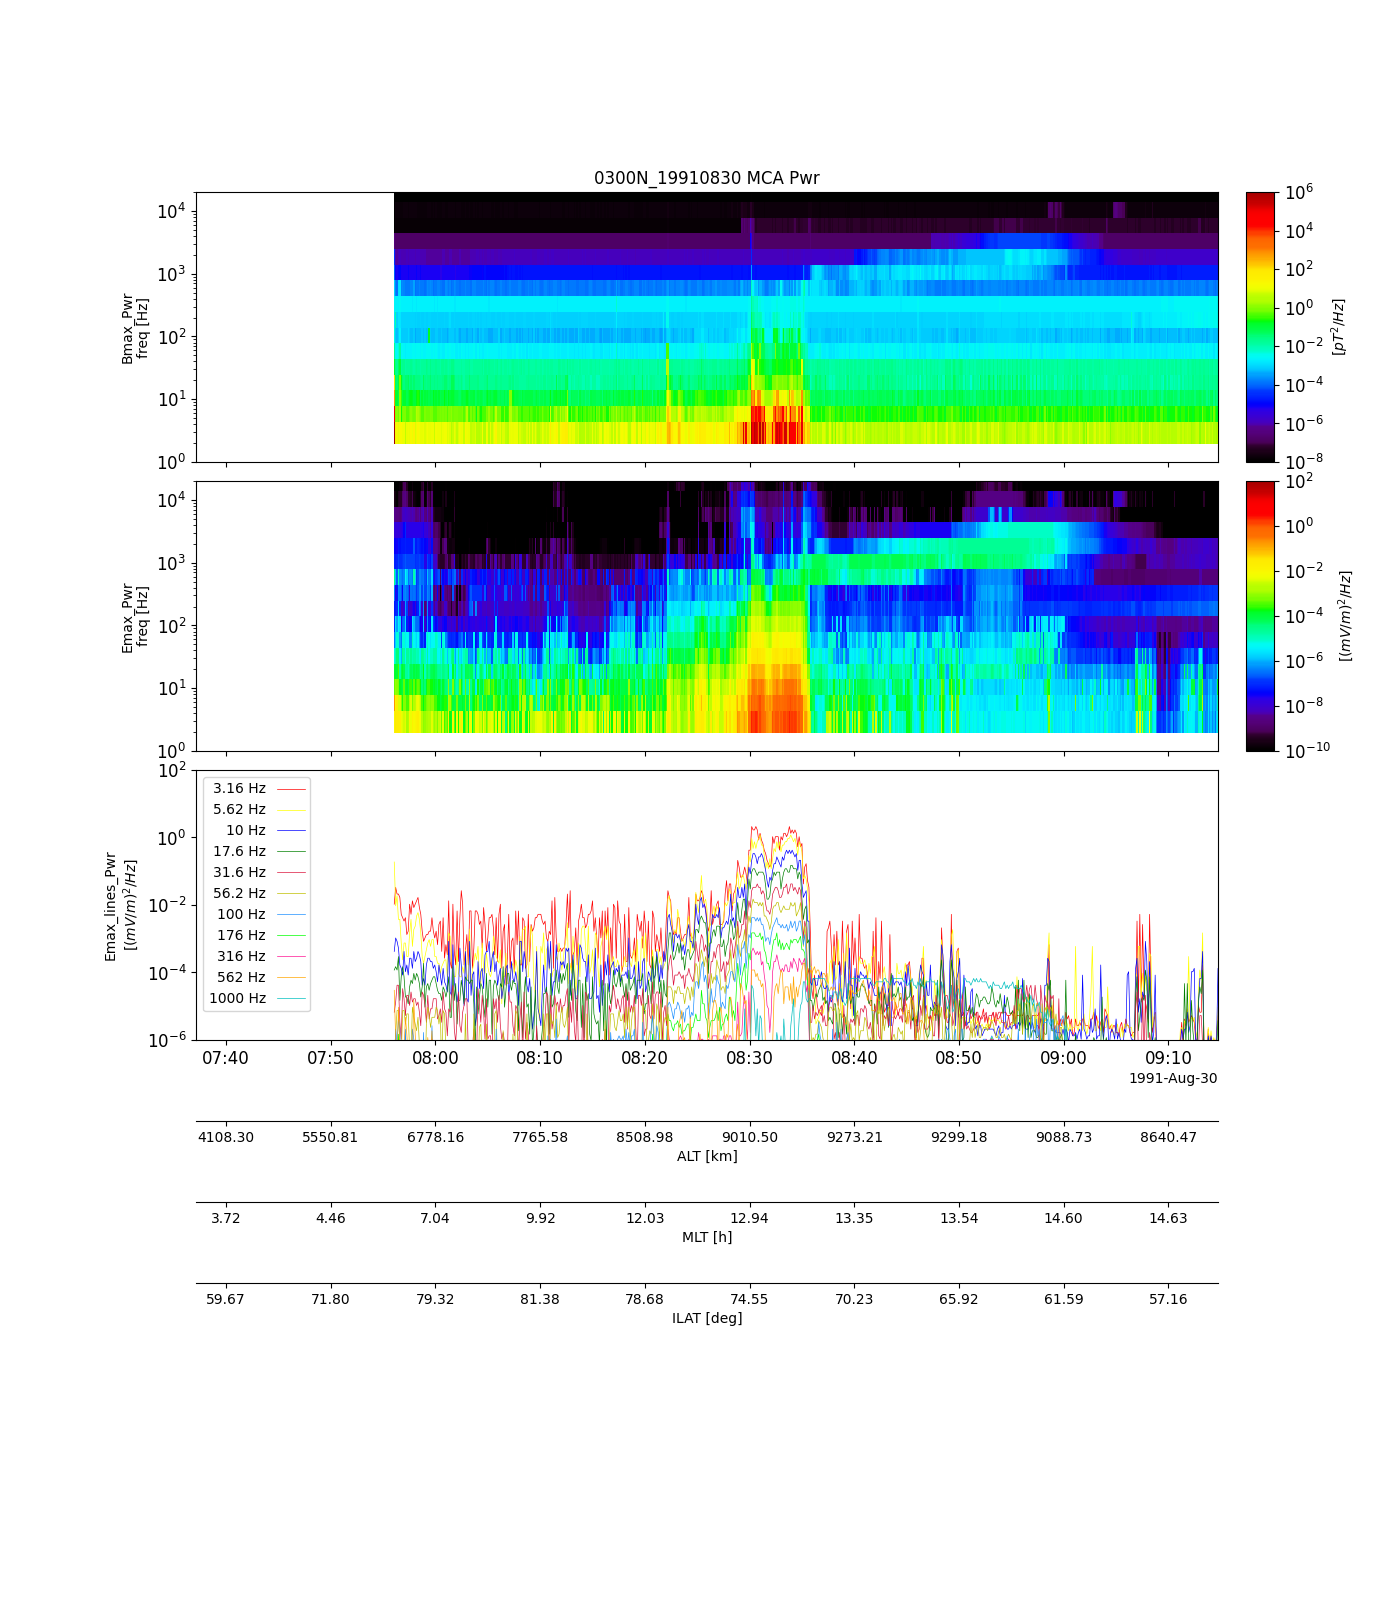 0300N_19910830 MCA Pwr
Bmax_Pwr
freq [Hz]
10^4
10^3
10^2
10^1
10^0
10^6
10^4
10^2
10^0
10^-2
10^-4
10^-6
10^-8
[pT^2/Hz]
Emax_Pwr
freq [Hz]
10^4
10^3
10^2
10^1
10^0
10^2
10^0
10^-2
10^-4
10^-6
10^-8
10^-10
[(mV/m)^2/Hz]
Emax_lines_Pwr
[(mV/m)^2/Hz]
10^2
10^0
10^-2
10^-4
10^-6
3.16 Hz
5.62 Hz
10 Hz
17.6 Hz
31.6 Hz
56.2 Hz
100 Hz
176 Hz
316 Hz
562 Hz
1000 Hz
07:40 07:50 08:00 08:10 08:20 08:30 08:40 08:50 09:00 09:10
1991-Aug-30
4108.30 5550.81 6778.16 7765.58 8508.98 9010.50 9273.21 9299.18 9088.73 8640.47
ALT [km]
3.72 4.46 7.04 9.92 12.03 12.94 13.35 13.54 14.60 14.63
MLT [h]
59.67 71.80 79.32 81.38 78.68 74.55 70.23 65.92 61.59 57.16
ILAT [deg]